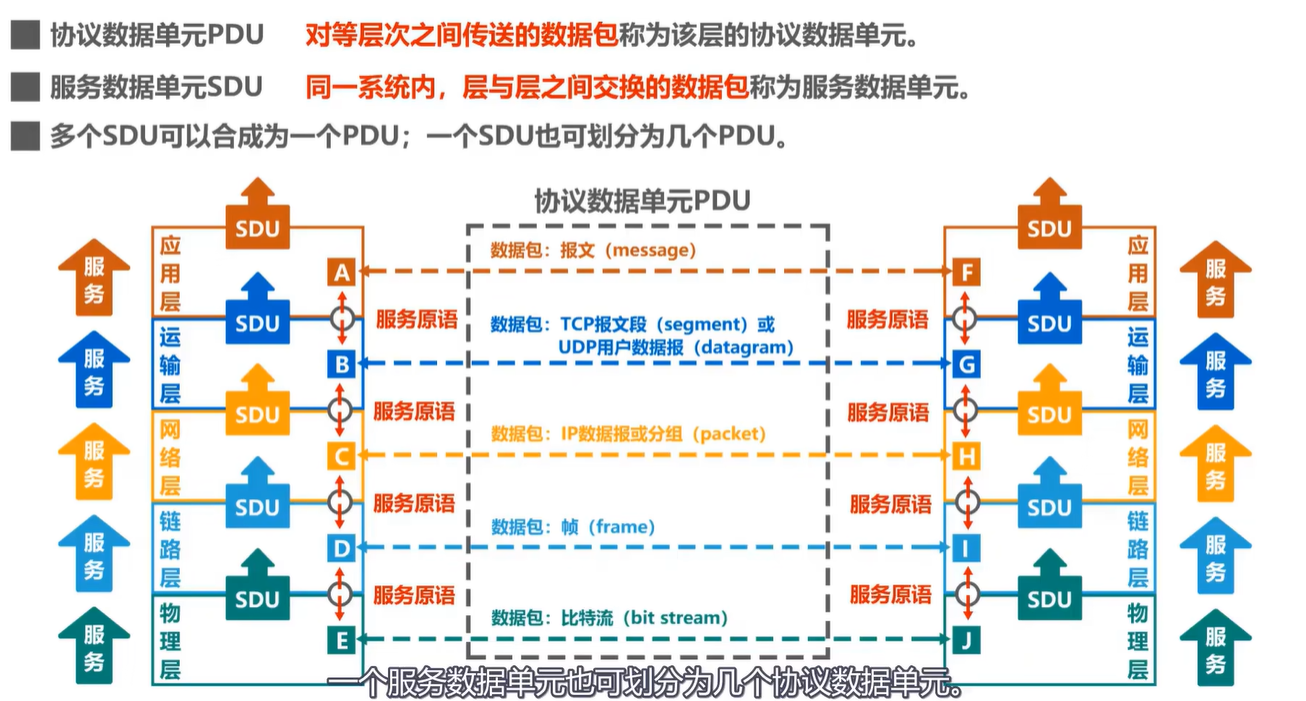 协议数据单元PDU 对等层次之间传送的数据包称为该层的协议数据单元。
服务数据单元SDU 同一系统内，层与层之间交换的数据包称为服务数据单元。
多个SDU可以合成为一个PDU；一个SDU也可划分为几个PDU。
协议数据单元PDU
服务
应用层
SDU
A
服务原语
数据包：报文（message）
F
服务原语
SDU
应用层
服务
服务
运输层
SDU
B
服务原语
数据包：TCP报文段（segment）或
UDP用户数据报（datagram）
G
服务原语
SDU
运输层
服务
服务
网络层
SDU
C
服务原语
数据包：IP数据报或分组（packet）
H
服务原语
SDU
网络层
服务
服务
链路层
SDU
D
服务原语
数据包：帧（frame）
I
服务原语
SDU
链路层
服务
服务
物理层
SDU
E
数据包：比特流（bit stream）
J
SDU
物理层
服务
一个服务数据单元也可划分为几个协议数据单元。